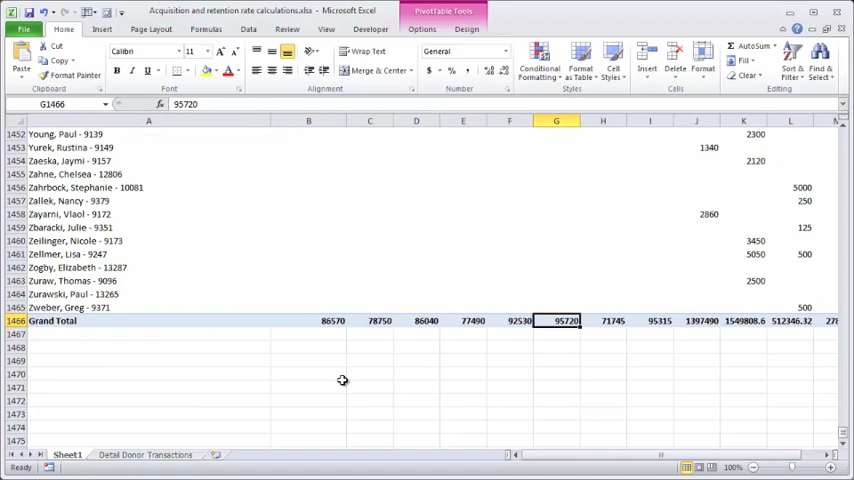 Acquisition and retention rate calculations.xlsx - Microsoft Excel
PivotTable Tools
File Home Insert Page Layout Formulas Data Review View Developer Options Design
Paste
Cut
Copy
Format Painter
Clipboard
Calibri 11
B I U
Font
Wrap Text
Merge & Center
Alignment
General
$ % ,
Number
Conditional Formatting
Format as Table
Cell Styles
Styles
Insert Delete Format
Cells
AutoSum
Fill
Clear
Sort & Filter
Find & Select
Editing
G1466 fx 95720
A B C D E F G H I J K L M
1452 Young, Paul - 9139 2300
1453 Yurek, Rustina - 9149 1340
1454 Zaeska, Jaymi - 9157 2120
1455 Zahne, Chelsea - 12806
1456 Zahrbock, Stephanie - 10081 5000
1457 Zallek, Nancy - 9379 250
1458 Zayarni, Vlaol - 9172 2860
1459 Zbaracki, Julie - 9351 125
1460 Zeilinger, Nicole - 9173 3450
1461 Zellmer, Lisa - 9247 5050 500
1462 Zogby, Elizabeth - 13287
1463 Zuraw, Thomas - 9096 2500
1464 Zurawski, Paul - 13265
1465 Zweber, Greg - 9371 500
1466 Grand Total 86570 78750 86040 77490 92530 95720 71745 95315 1397490 1549808.6 512346.32 278
1467
1468
1469
1470
1471
1472
1473
1474
1475
Sheet1 Detail Donor Transactions
Ready 100%